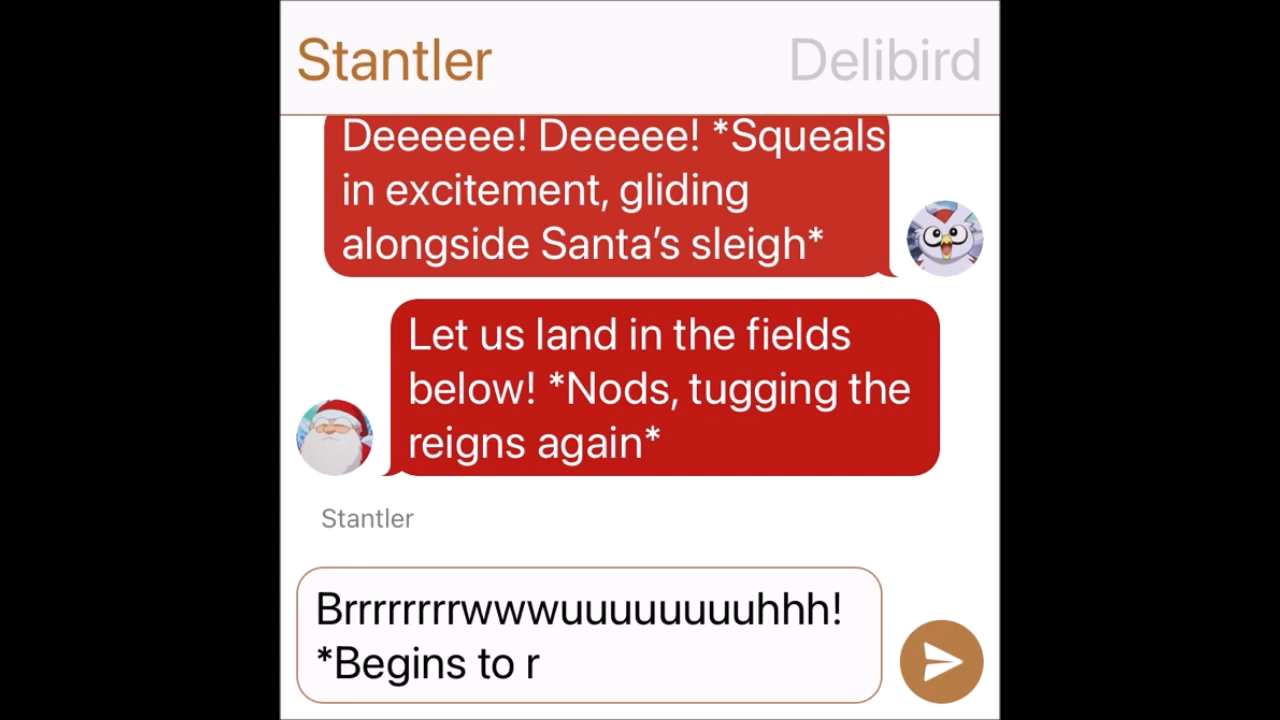 Stantler
Delibird
Deeeeee! Deeeee! *Squeals
in excitement, gliding
alongside Santa’s sleigh*
Let us land in the fields
below! *Nods, tugging the
reigns again*
Stantler
Brrrrrrrrwwwuuuuuuuuhhh!
*Begins to r